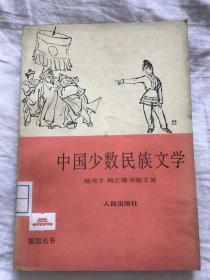 中国少数民族文学
杨亮才 陶立璠 邓敏文著
人民出版社
祖国丛书